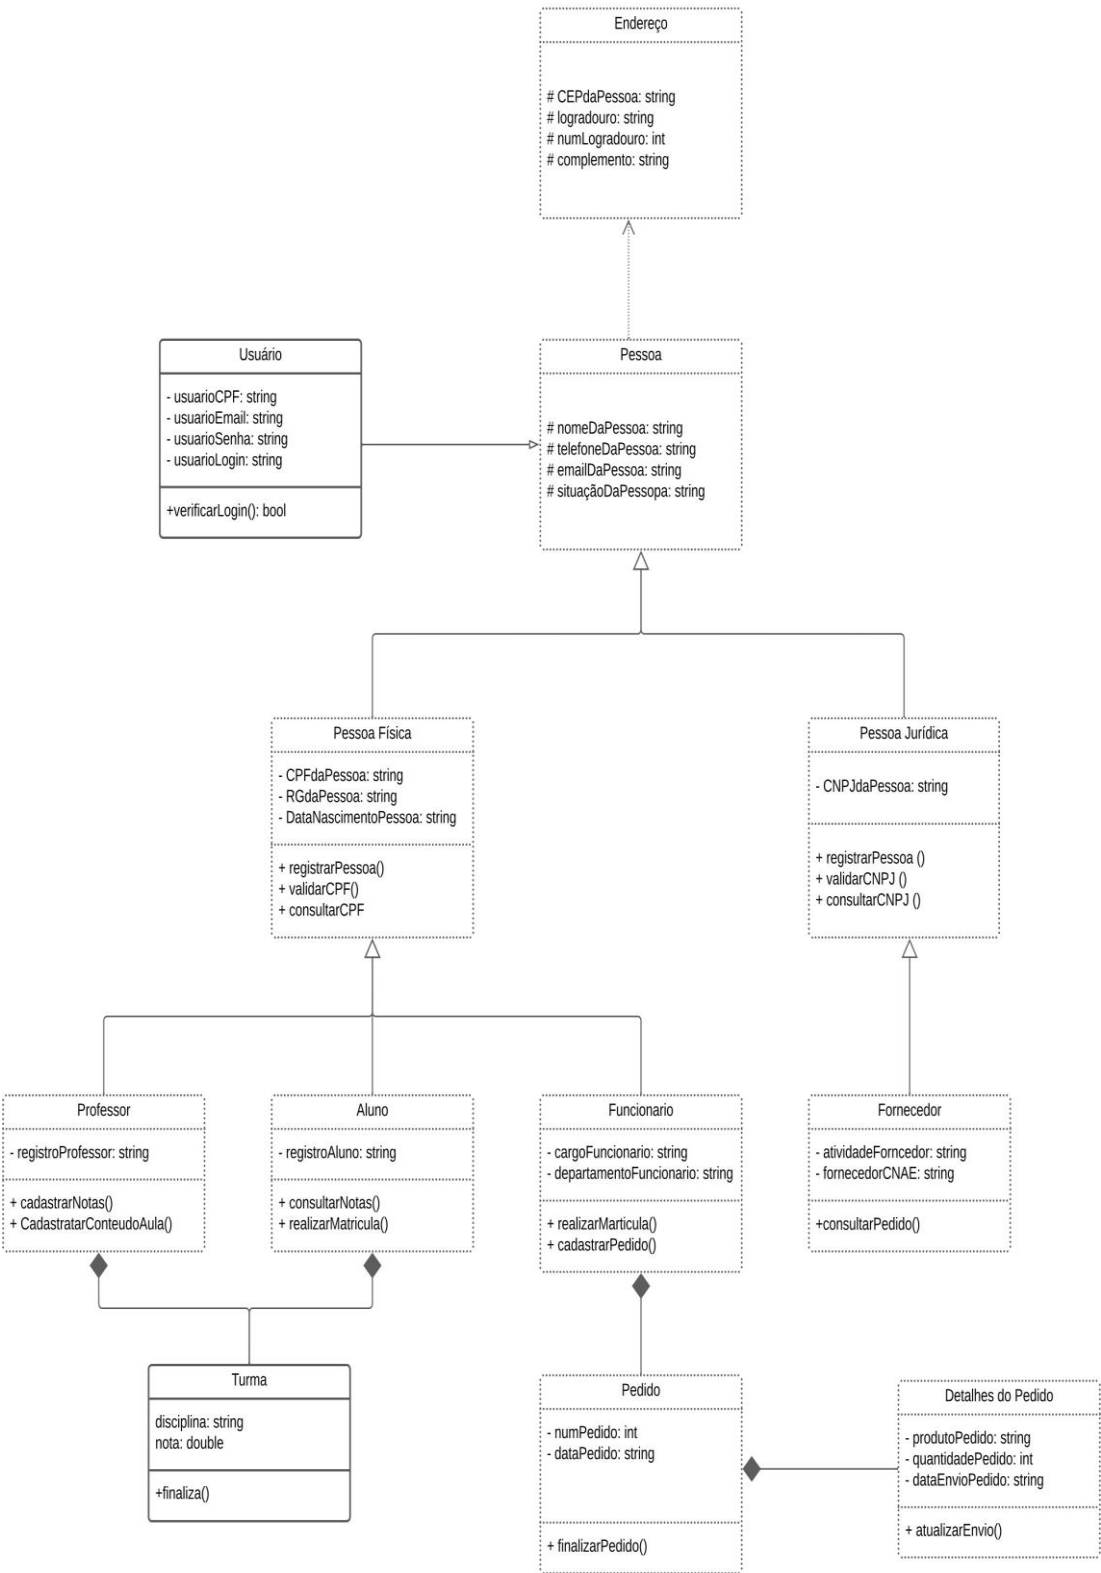 Endereço
# CEPdaPessoa: string
# logradouro: string
# numLogradouro: int
# complemento: string
Usuário
- usuarioCPF: string
- usuarioEmail: string
- usuarioSenha: string
- usuarioLogin: string
+verificarLogin(): bool
Pessoa
# nomeDaPessoa: string
# telefoneDaPessoa: string
# emailDaPessoa: string
# situaçãoDaPessopa: string
Pessoa Física
- CPFdaPessoa: string
- RGdaPessoa: string
- DataNascimentoPessoa: string
+ registrarPessoa()
+ validarCPF()
+ consultarCPF
Pessoa Jurídica
- CNPJdaPessoa: string
+ registrarPessoa ()
+ validarCNPJ ()
+ consultarCNPJ ()
Professor
- registroProfessor: string
+ cadastrarNotas()
+ CadastratarConteudoAula()
Aluno
- registroAluno: string
+ consultarNotas()
+ realizarMatricula()
Funcionario
- cargoFuncionario: string
- departamentoFuncionario: string
+ realizarMarticula()
+ cadastrarPedido()
Fornecedor
- atividadeForncedor: string
- fornecedorCNAE: string
+consultarPedido()
Turma
disciplina: string
nota: double
+finaliza()
Pedido
- numPedido: int
- dataPedido: string
+ finalizarPedido()
Detalhes do Pedido
- produtoPedido: string
- quantidadePedido: int
- dataEnvioPedido: string
+ atualizarEnvio()